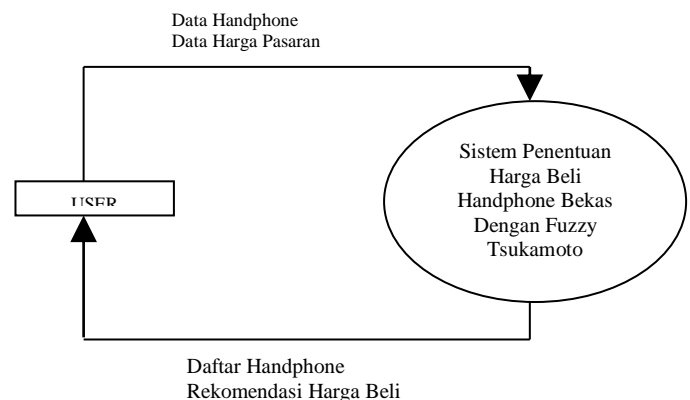 Data Handphone
Data Harga Pasaran
USER
Sistem Penentuan
Harga Beli
Handphone Bekas
Dengan Fuzzy
Tsukamoto
Daftar Handphone
Rekomendasi Harga Beli